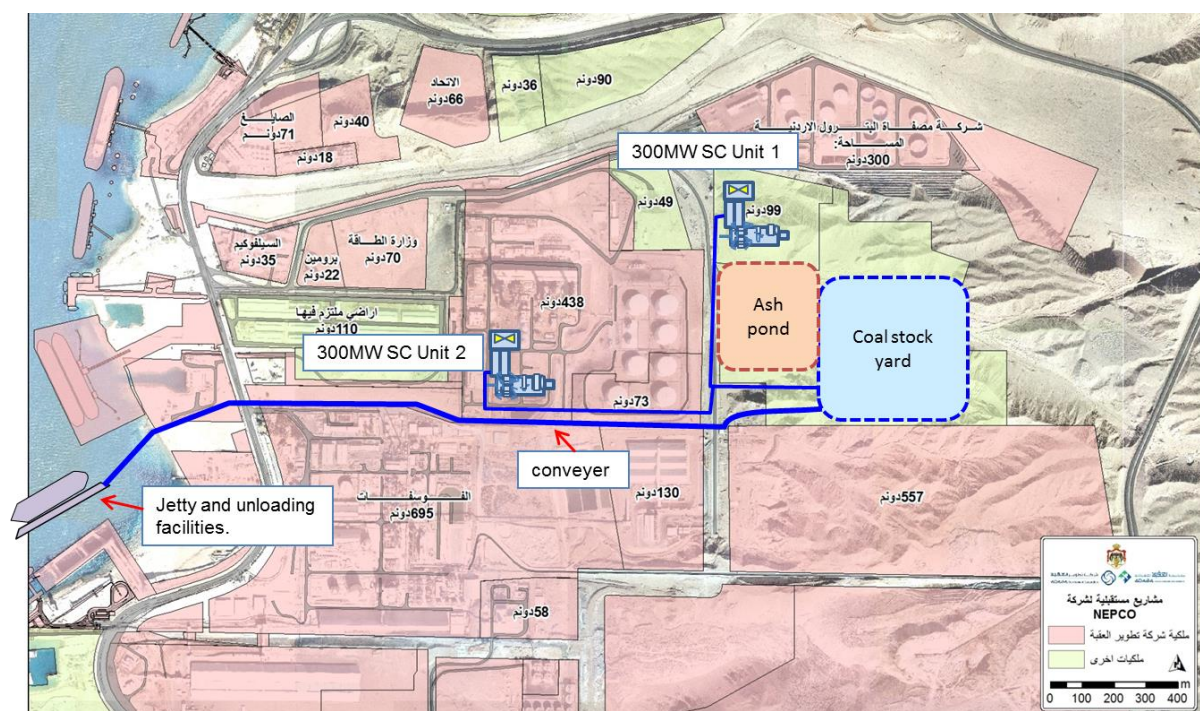 الاتحاد
66دونم
36دونم
90دونم
الصايغ
71دونم
40دونم
18دونم
300MW SC Unit 1
شركة مصفاة البترول الاردنية
المساحة:
300دونم
49دونم
99دونم
السيلفوكيم
35دونم
برومين
22دونم
وزارة الطاقة
70دونم
438دونم
اراضي ملتزم فيها
110دونم
300MW SC Unit 2
Ash
pond
Coal stock
yard
73دونم
conveyer
Jetty and unloading
facilities.
الفوسفات
695دونم
130دونم
557دونم
58دونم
مشاريع مستقبلية لشركة
NEPCO
ملكية شركة تطوير العقبة
ملكيات اخرى
m
0 100 200 300 400